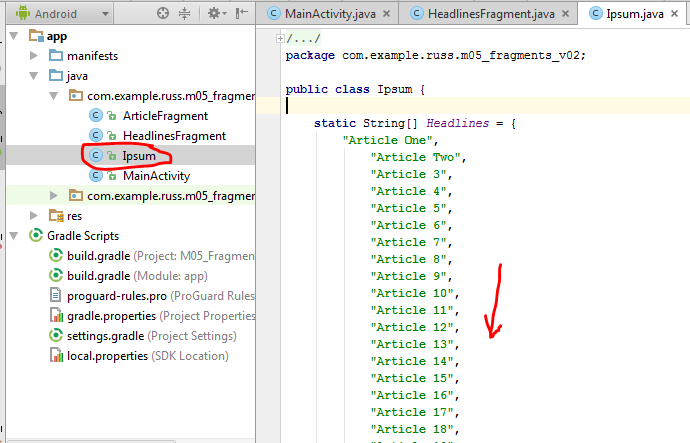 Android
app
manifests
java
com.example.russ.m05_fragmen
ArticleFragment
HeadlinesFragment
Ipsum
MainActivity
com.example.russ.m05_fragmen
res
Gradle Scripts
build.gradle (Project: M05_Fragmen
build.gradle (Module: app)
proguard-rules.pro (ProGuard Rules
gradle.properties (Project Properties
settings.gradle (Project Settings)
local.properties (SDK Location)
MainActivity.java
HeadlinesFragment.java
Ipsum.java
/.../
package com.example.russ.m05_fragments_v02;
public class Ipsum {
static String[] Headlines = {
"Article One",
"Article Two",
"Article 3",
"Article 4",
"Article 5",
"Article 6",
"Article 7",
"Article 8",
"Article 9",
"Article 10",
"Article 11",
"Article 12",
"Article 13",
"Article 14",
"Article 15",
"Article 16",
"Article 17",
"Article 18",